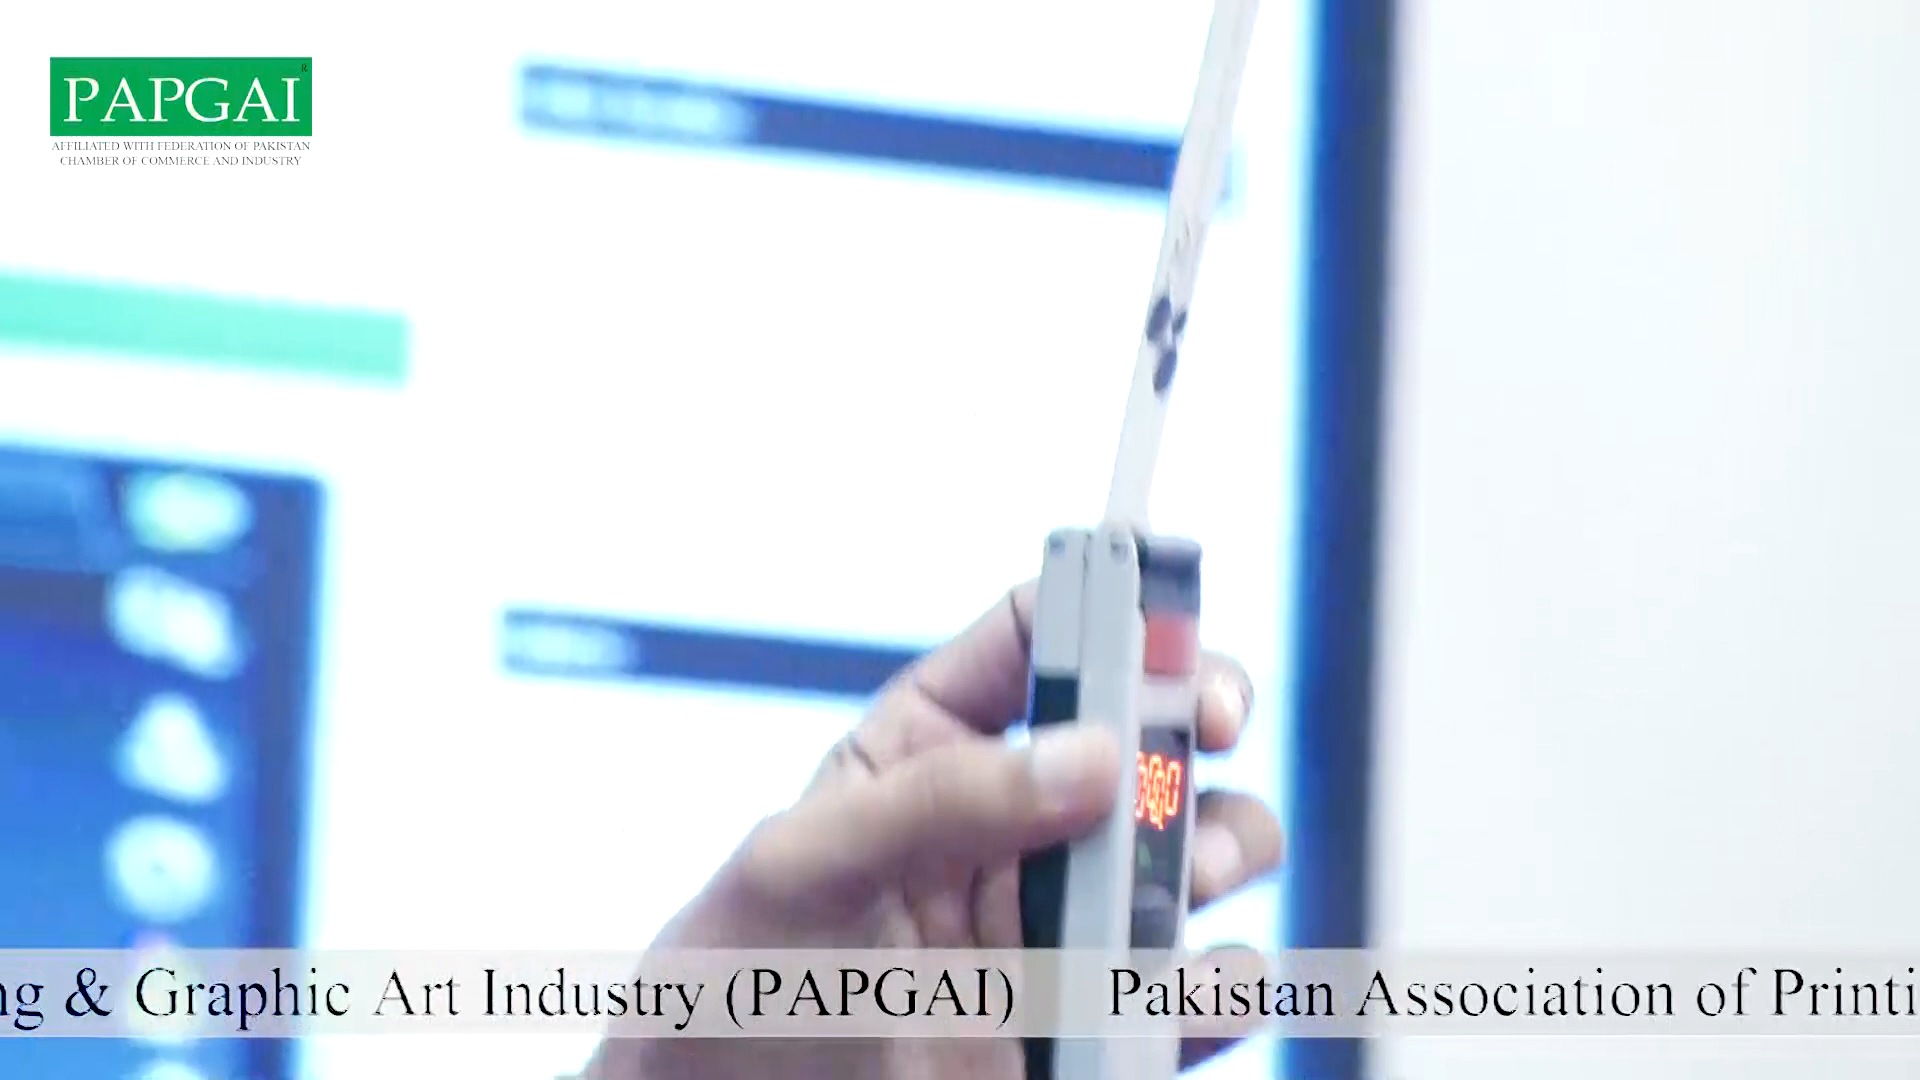 PAPGAI®
AFFILIATED WITH FEDERATION OF PAKISTAN
CHAMBER OF COMMERCE AND INDUSTRY
ng & Graphic Art Industry (PAPGAI) Pakistan Association of Printi